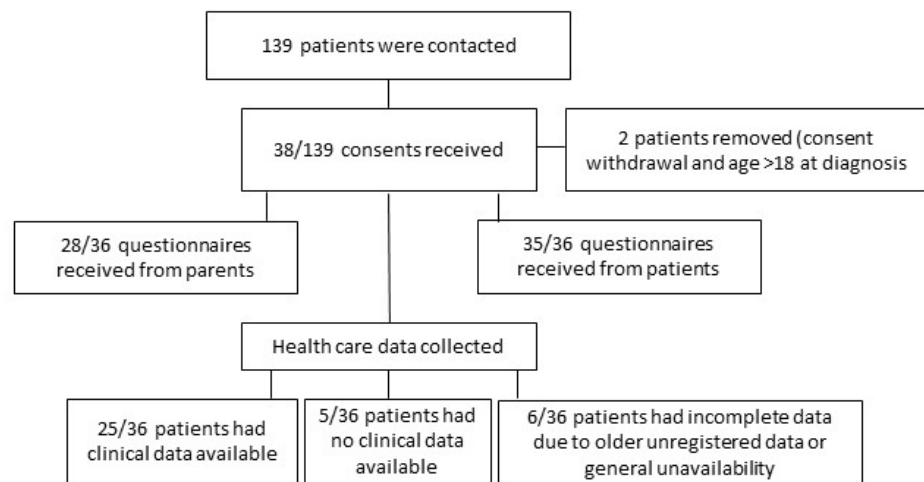 139 patients were contacted
38/139 consents received
2 patients removed (consent
withdrawal and age >18 at diagnosis
28/36 questionnaires
received from parents
35/36 questionnaires
received from patients
Health care data collected
25/36 patients had
clinical data available
5/36 patients had
no clinical data
available
6/36 patients had incomplete data
due to older unregistered data or
general unavailability